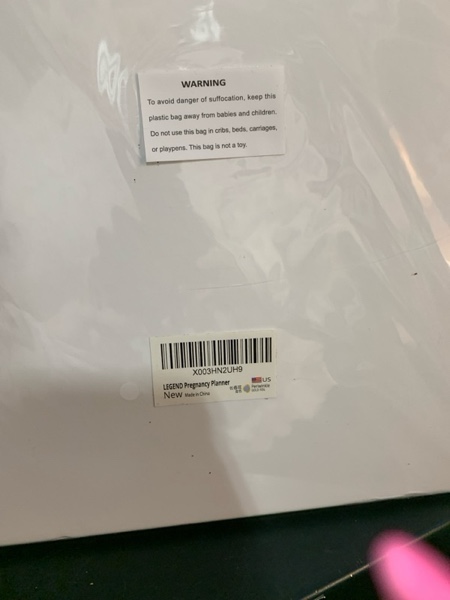 WARNING
To avoid danger of suffocation, keep this
plastic bag away from babies and children.
Do not use this bag in cribs, beds, carriages,
or playpens. This bag is not a toy.
X003HN2UH9
LEGEND Pregnancy Planner
US
New Made in China